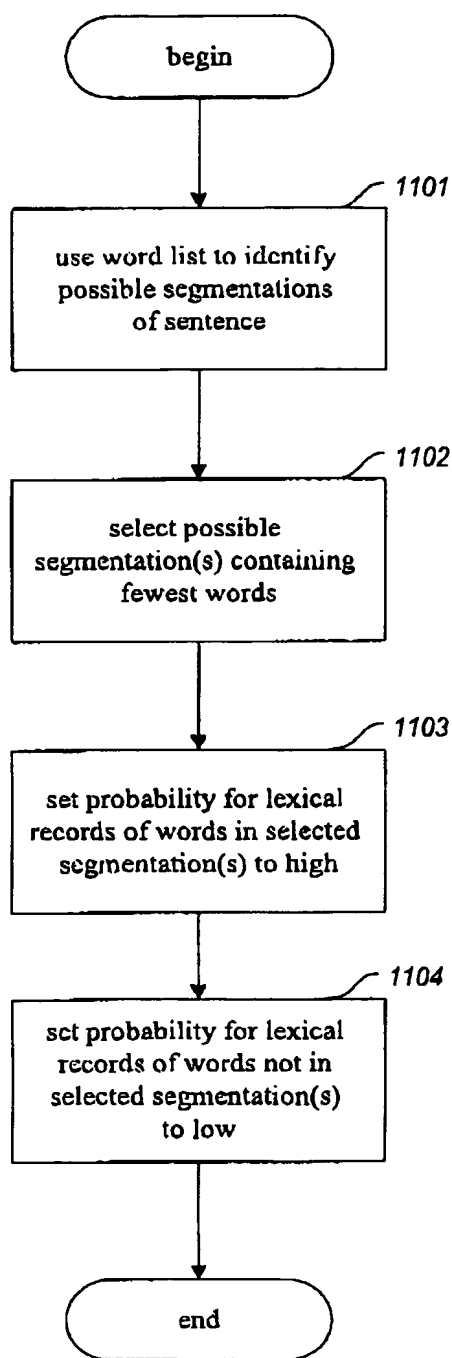 begin
1101
use word list to identify
possible segmentations
of sentence
1102
select possible
segmentation(s) containing
fewest words
1103
set probability for lexical
records of words in selected
segmentation(s) to high
1104
set probability for lexical
records of words not in
selected segmentation(s)
to low
end